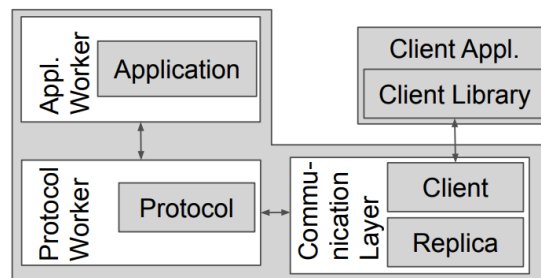 Appl.
Worker
Application
Client Appl.
Client Library
Protocol
Worker
Protocol
Commu-
nication
Layer
Client
Replica